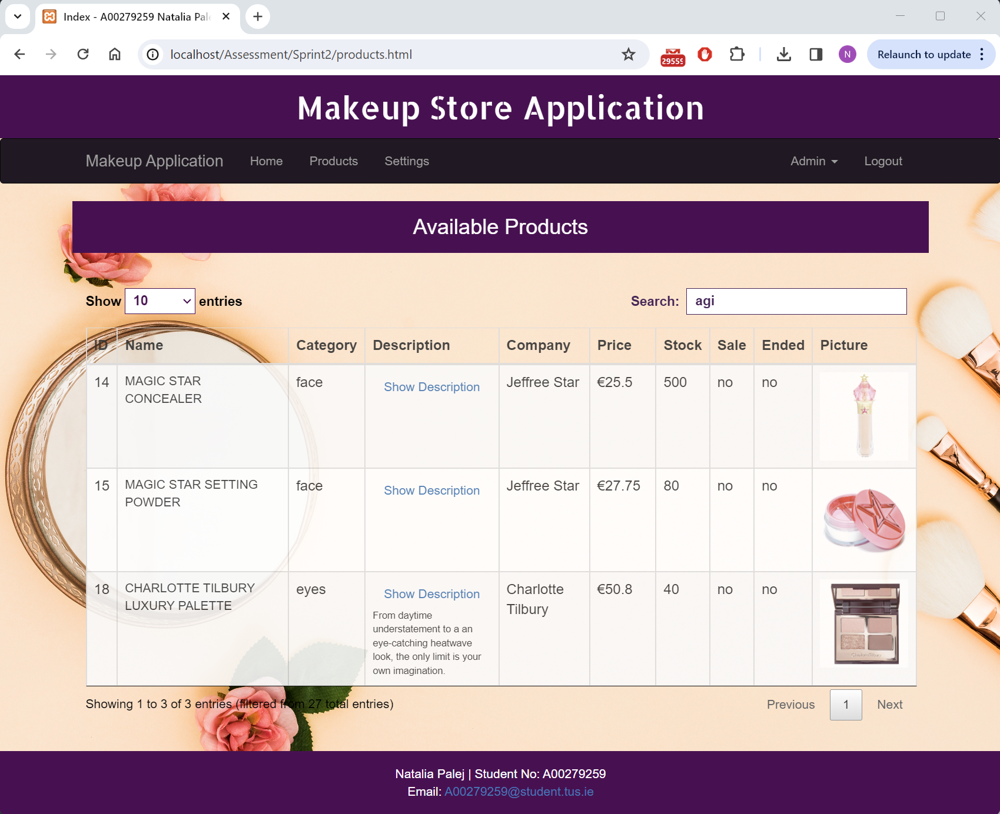 Index - A00279259 Natalia Pale
localhost/Assessment/Sprint2/products.html
29559
N
Relaunch to update
Makeup Store Application
Makeup Application Home Products Settings Admin Logout
Available Products
Show 10 entries Search: agi
ID Name Category Description Company Price Stock Sale Ended Picture
14 MAGIC STAR CONCEALER face Show Description Jeffree Star €25.5 500 no no
15 MAGIC STAR SETTING POWDER face Show Description Jeffree Star €27.75 80 no no
18 CHARLOTTE TILBURY LUXURY PALETTE eyes Show Description Charlotte Tilbury €50.8 40 no no
From daytime
understatement to a an
eye-catching heatwave
look, the only limit is your
own imagination.
Showing 1 to 3 of 3 entries (filtered from 27 total entries) Previous 1 Next
Natalia Palej | Student No: A00279259
Email: A00279259@student.tus.ie